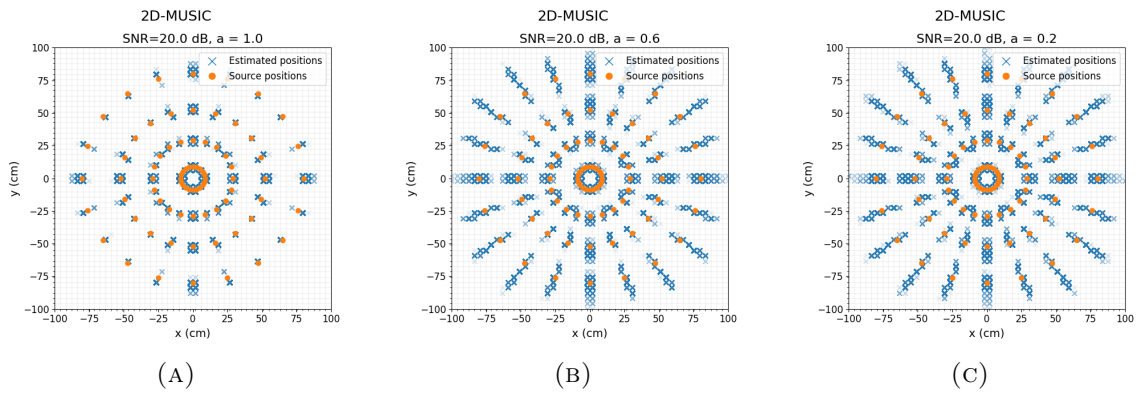 2D-MUSIC
SNR=20.0 dB, a = 1.0
Estimated positions
Source positions
100
75
50
25
0
−25
−50
−75
−100
y (cm)
−100 −75 −50 −25 0 25 50 75 100
x (cm)
(A)
2D-MUSIC
SNR=20.0 dB, a = 0.6
Estimated positions
Source positions
100
75
50
25
0
−25
−50
−75
−100
y (cm)
−100 −75 −50 −25 0 25 50 75 100
x (cm)
(B)
2D-MUSIC
SNR=20.0 dB, a = 0.2
Estimated positions
Source positions
100
75
50
25
0
−25
−50
−75
−100
y (cm)
−100 −75 −50 −25 0 25 50 75 100
x (cm)
(C)